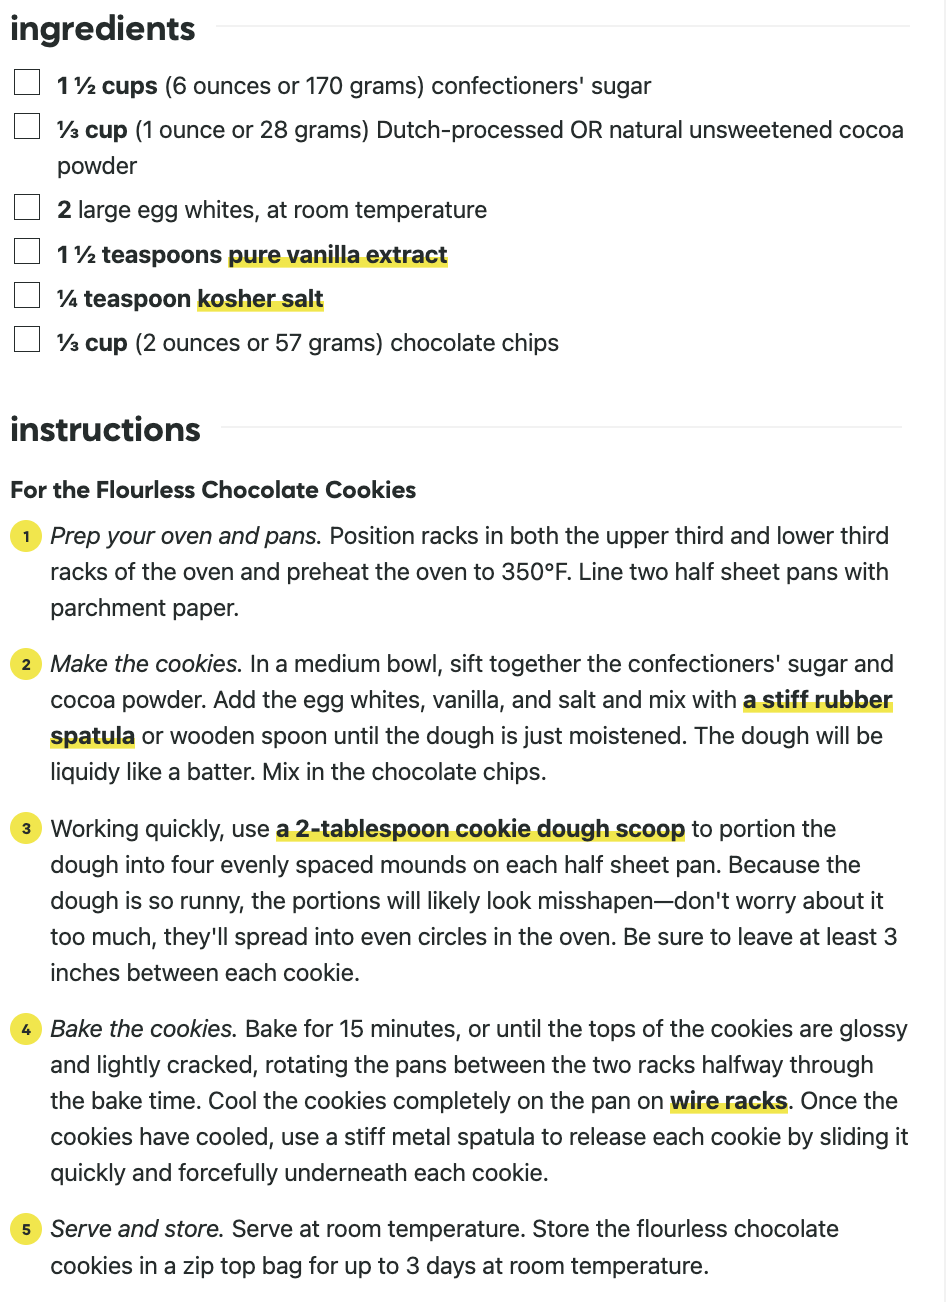 ingredients
1 ½ cups (6 ounces or 170 grams) confectioners' sugar
⅓ cup (1 ounce or 28 grams) Dutch-processed OR natural unsweetened cocoa
powder
2 large egg whites, at room temperature
1 ½ teaspoons pure vanilla extract
¼ teaspoon kosher salt
⅓ cup (2 ounces or 57 grams) chocolate chips
instructions
For the Flourless Chocolate Cookies
1 Prep your oven and pans. Position racks in both the upper third and lower third
racks of the oven and preheat the oven to 350°F. Line two half sheet pans with
parchment paper.
2 Make the cookies. In a medium bowl, sift together the confectioners' sugar and
cocoa powder. Add the egg whites, vanilla, and salt and mix with a stiff rubber
spatula or wooden spoon until the dough is just moistened. The dough will be
liquidy like a batter. Mix in the chocolate chips.
3 Working quickly, use a 2-tablespoon cookie dough scoop to portion the
dough into four evenly spaced mounds on each half sheet pan. Because the
dough is so runny, the portions will likely look misshapen—don't worry about it
too much, they'll spread into even circles in the oven. Be sure to leave at least 3
inches between each cookie.
4 Bake the cookies. Bake for 15 minutes, or until the tops of the cookies are glossy
and lightly cracked, rotating the pans between the two racks halfway through
the bake time. Cool the cookies completely on the pan on wire racks. Once the
cookies have cooled, use a stiff metal spatula to release each cookie by sliding it
quickly and forcefully underneath each cookie.
5 Serve and store. Serve at room temperature. Store the flourless chocolate
cookies in a zip top bag for up to 3 days at room temperature.